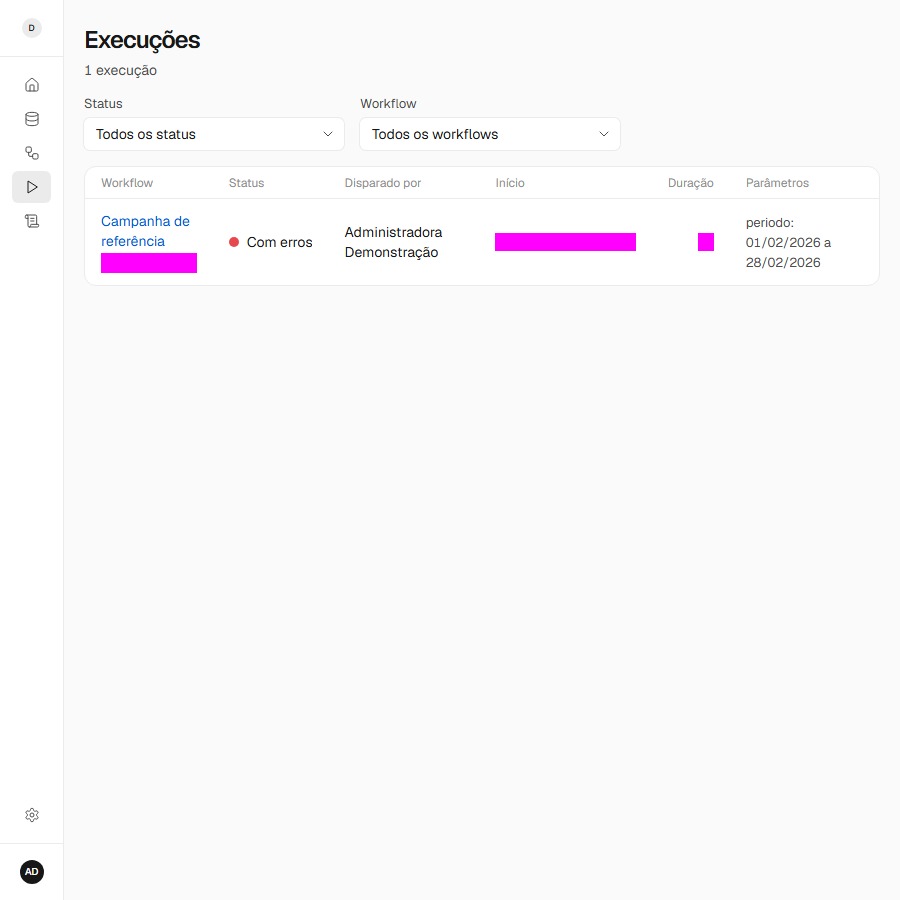 D
Execuções
1 execução
Status
Workflow
Todos os status
Todos os workflows
Workflow
Status
Disparado por
Início
Duração
Parâmetros
Campanha de
referência
Com erros
Administradora
Demonstração
periodo:
01/02/2026 a
28/02/2026
AD